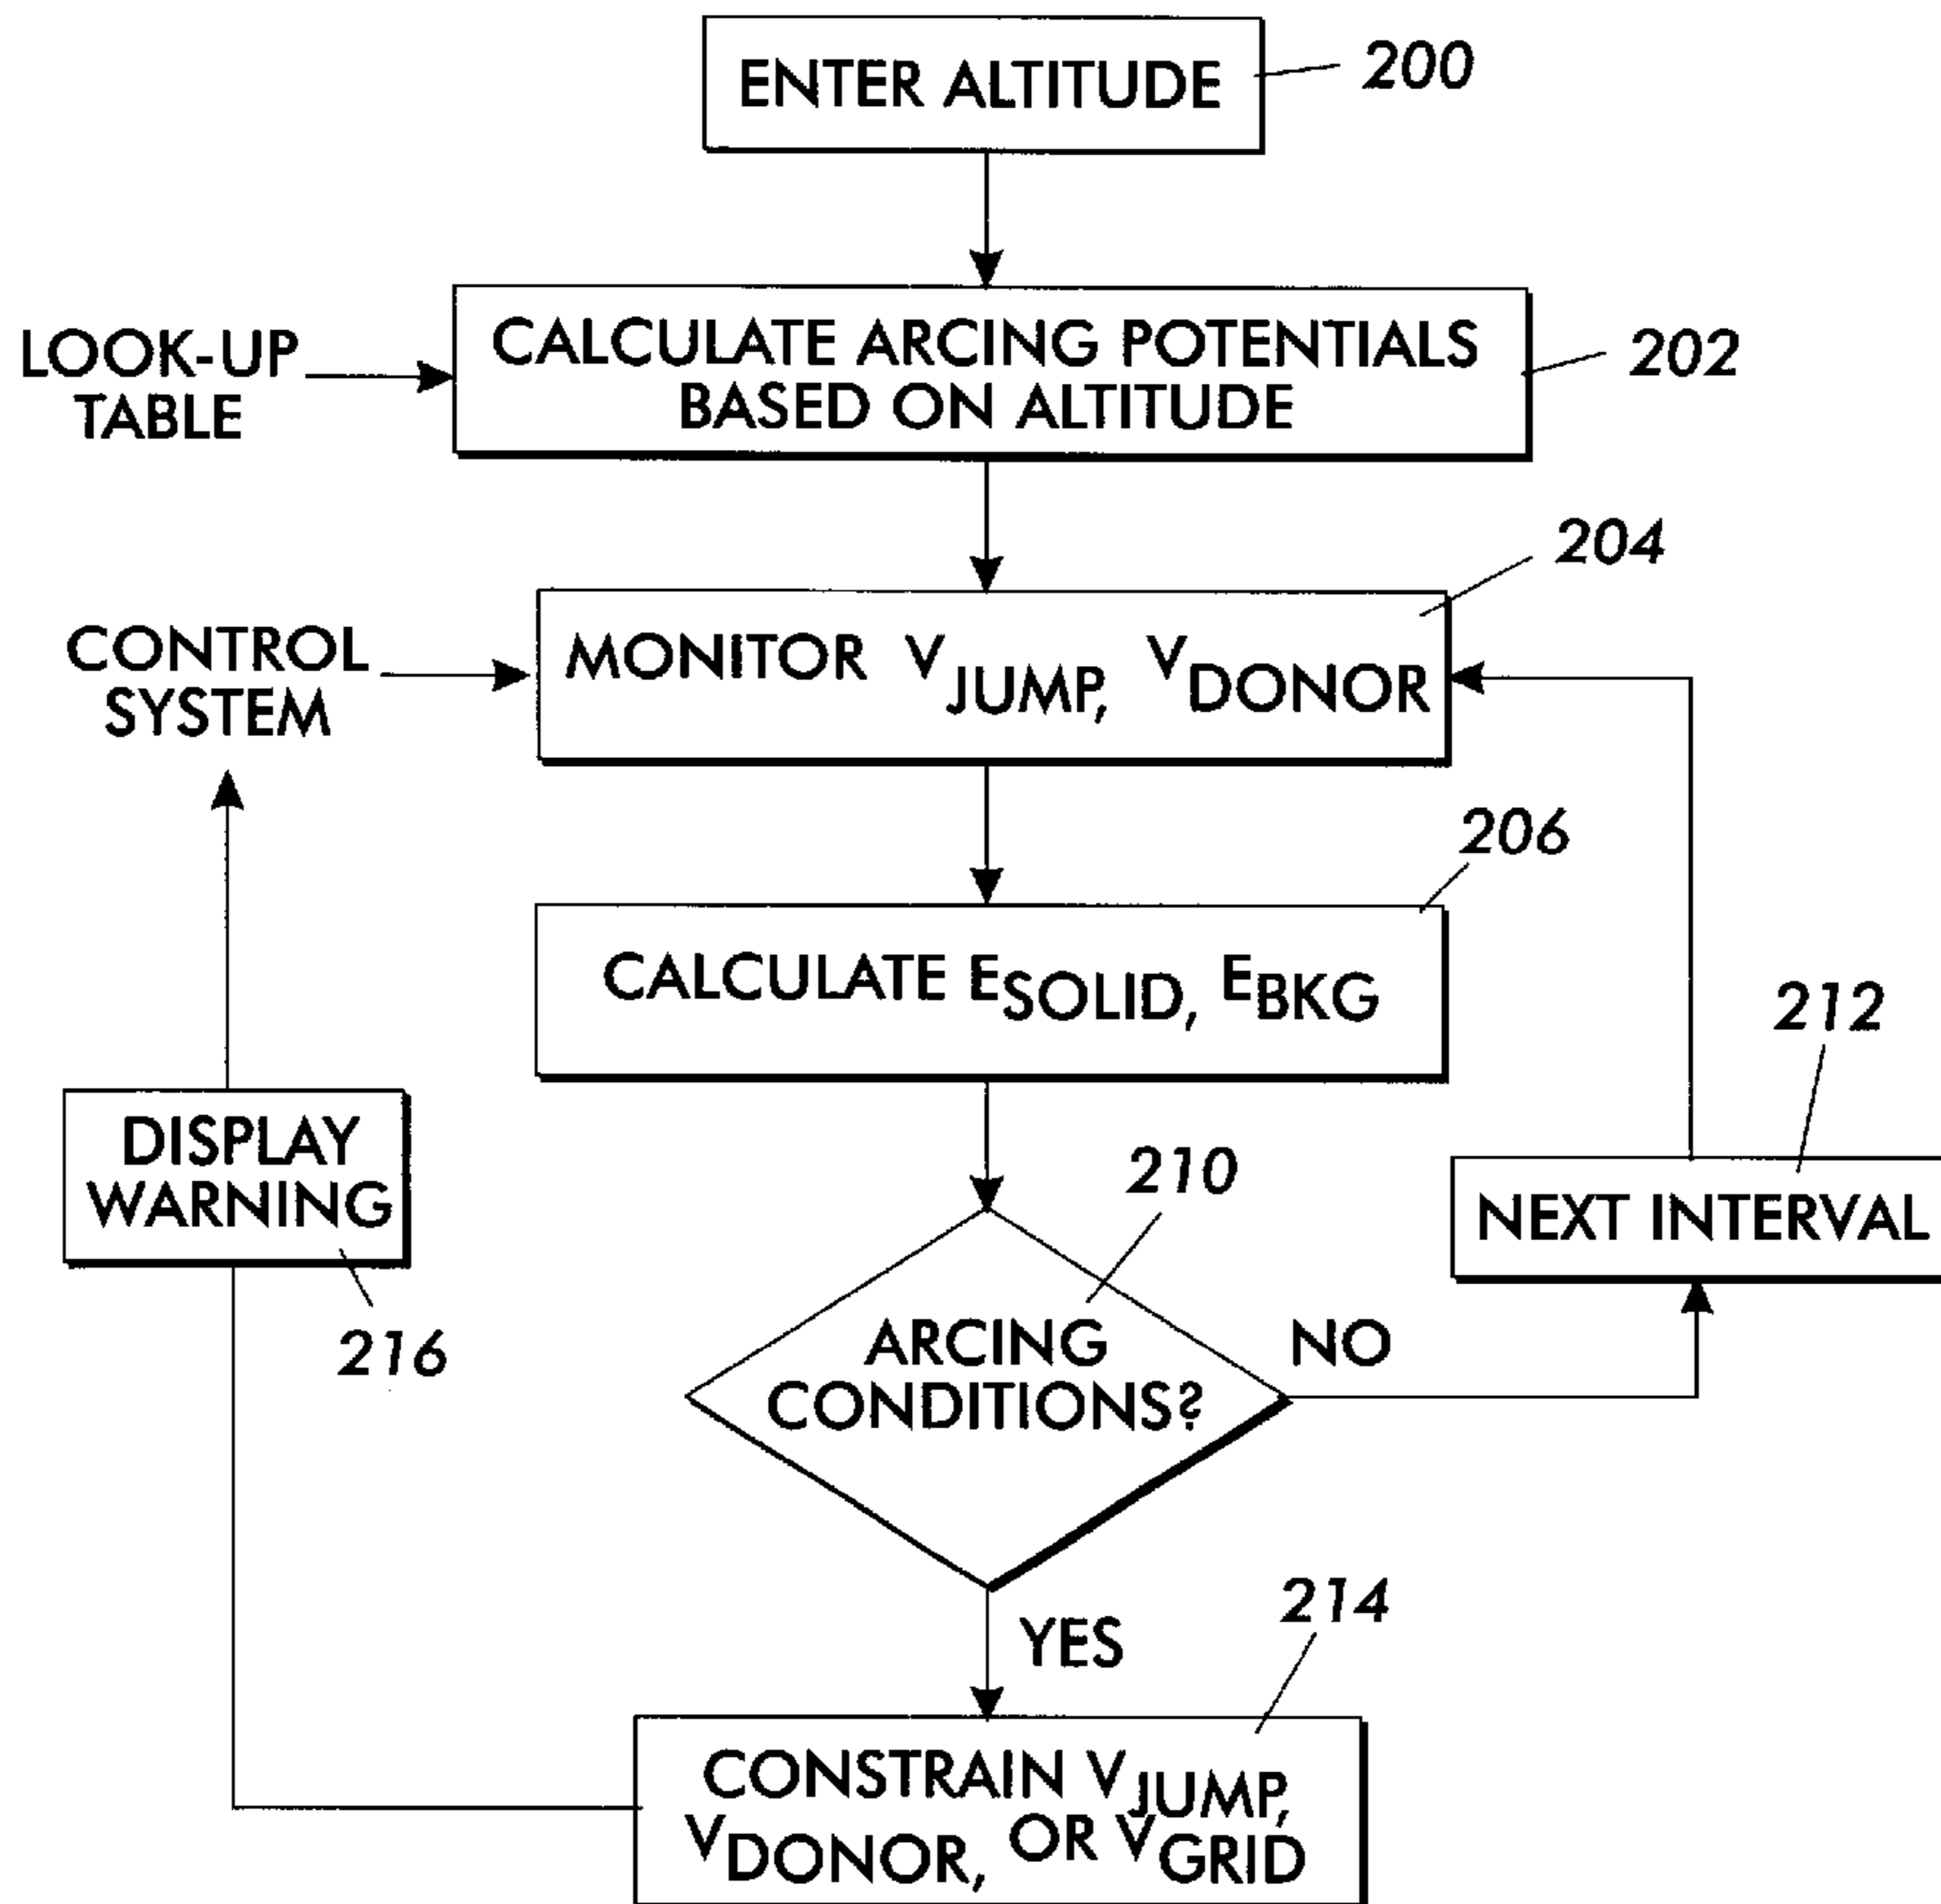 ENTER ALTITUDE
200
LOOK-UP
TABLE
CALCULATE ARCING POTENTIALS
BASED ON ALTITUDE
202
204
CONTROL
SYSTEM
MONITOR VJUMP, VDONOR
206
CALCULATE ESOLID, EBKG
212
DISPLAY
WARNING
216
210
NEXT INTERVAL
ARCING
CONDITIONS?
NO
YES
214
CONSTRAIN VJUMP,
VDONOR, OR VGRID